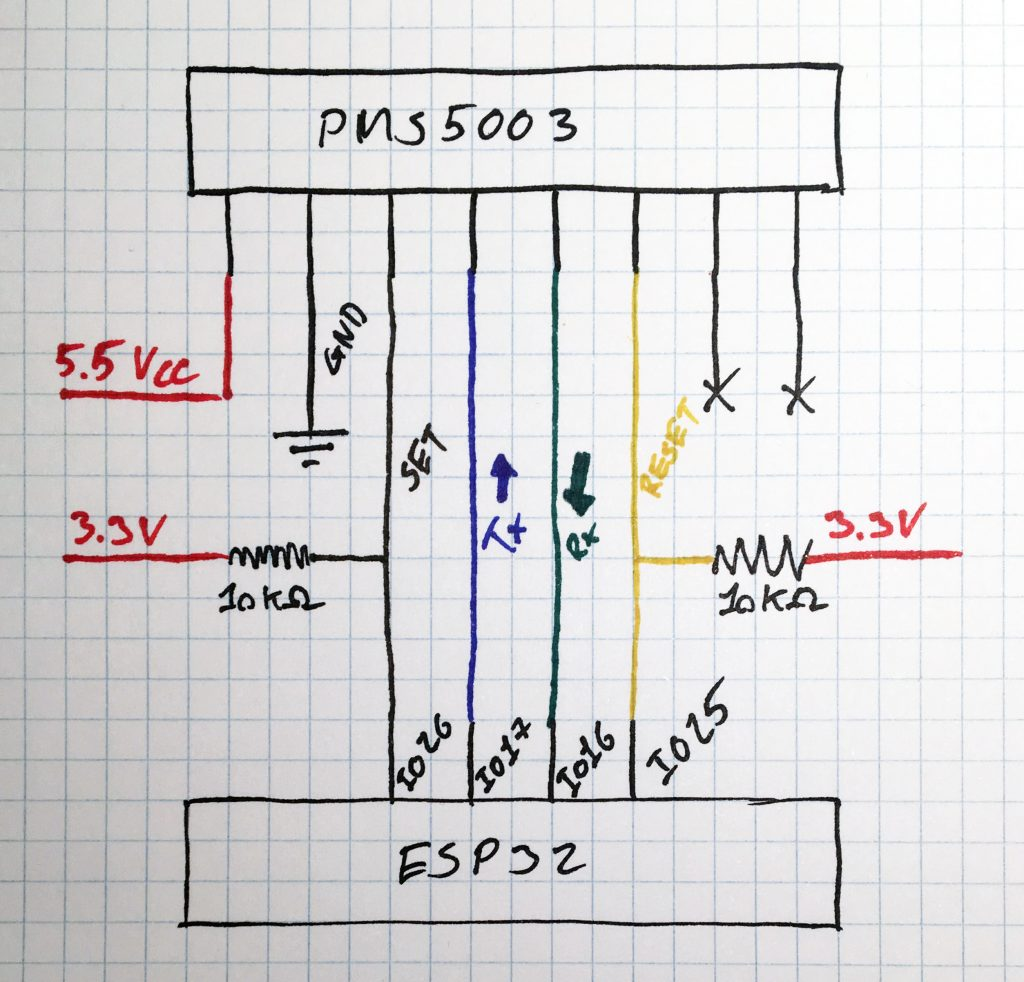 PMS5003
5.5 Vcc
GND
SET
Tx
Rx
RESET
3.3V
10KΩ
3.3V
10KΩ
IO26
IO17
IO16
IO25
ESP32